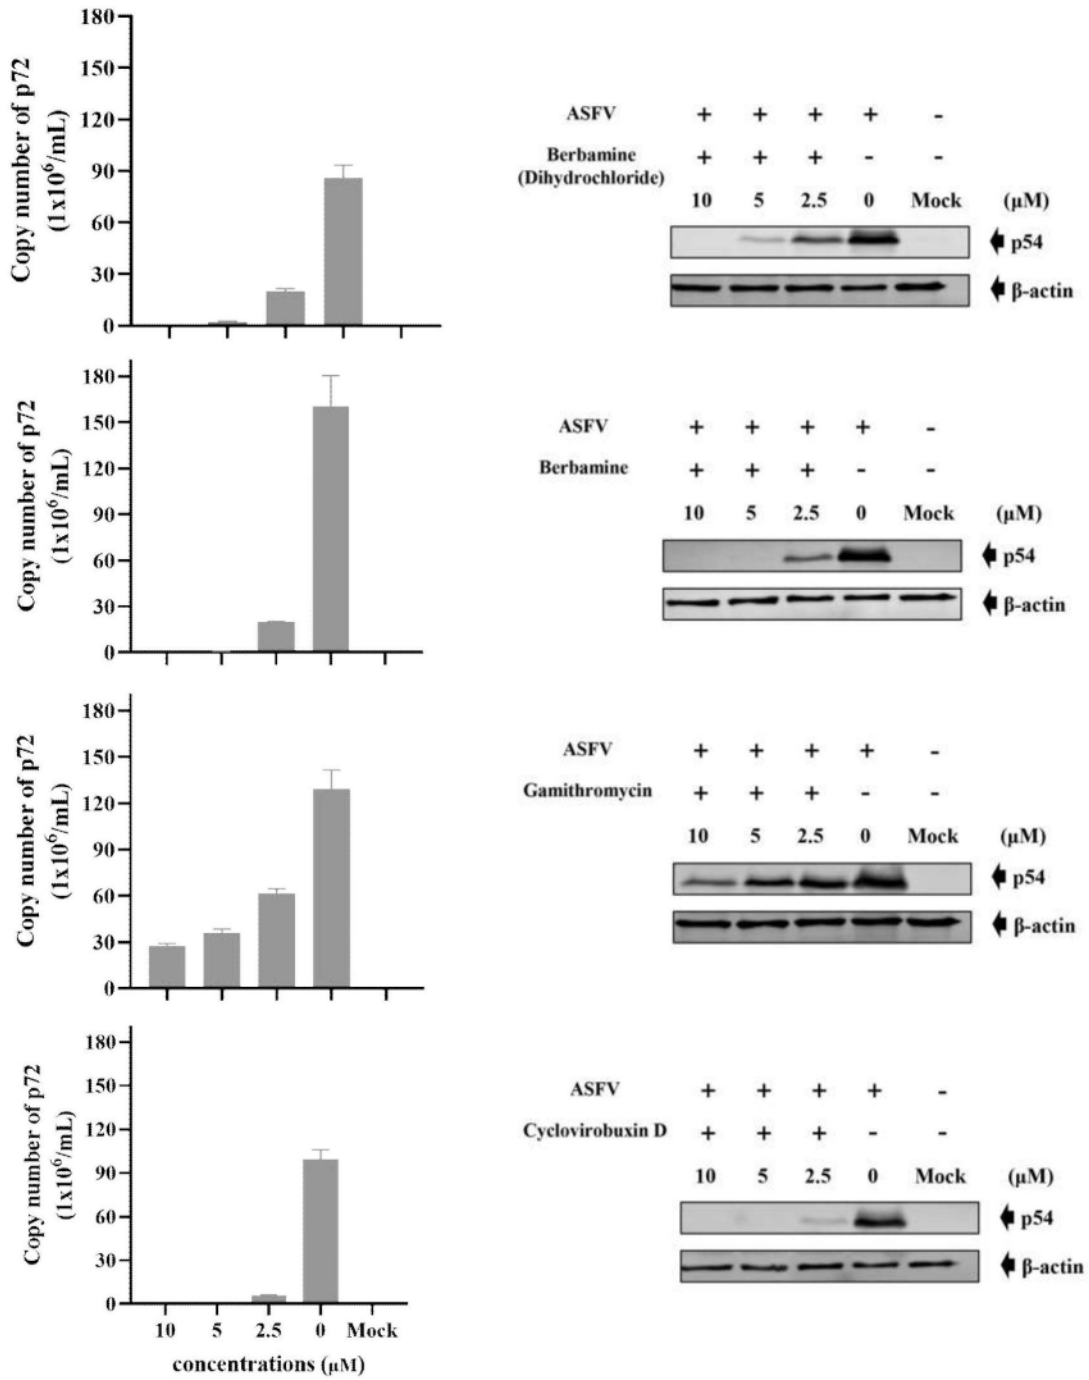 Copy number of p72
(1x10⁶/mL)
180
150
120
90
60
30
0
ASFV + + + + -
Berbamine + + + - -
(Dihydrochloride)
10 5 2.5 0 Mock (μM)
p54
β-actin
Copy number of p72
(1x10⁶/mL)
180
150
120
90
60
30
0
ASFV + + + + -
Berbamine + + + - -
10 5 2.5 0 Mock (μM)
p54
β-actin
Copy number of p72
(1x10⁶/mL)
180
150
120
90
60
30
0
ASFV + + + + -
Gamithromycin + + + - -
10 5 2.5 0 Mock (μM)
p54
β-actin
Copy number of p72
(1x10⁶/mL)
180
150
120
90
60
30
0
10 5 2.5 0 Mock
concentrations (μM)
ASFV + + + + -
Cyclovirobuxin D + + + - -
10 5 2.5 0 Mock (μM)
p54
β-actin